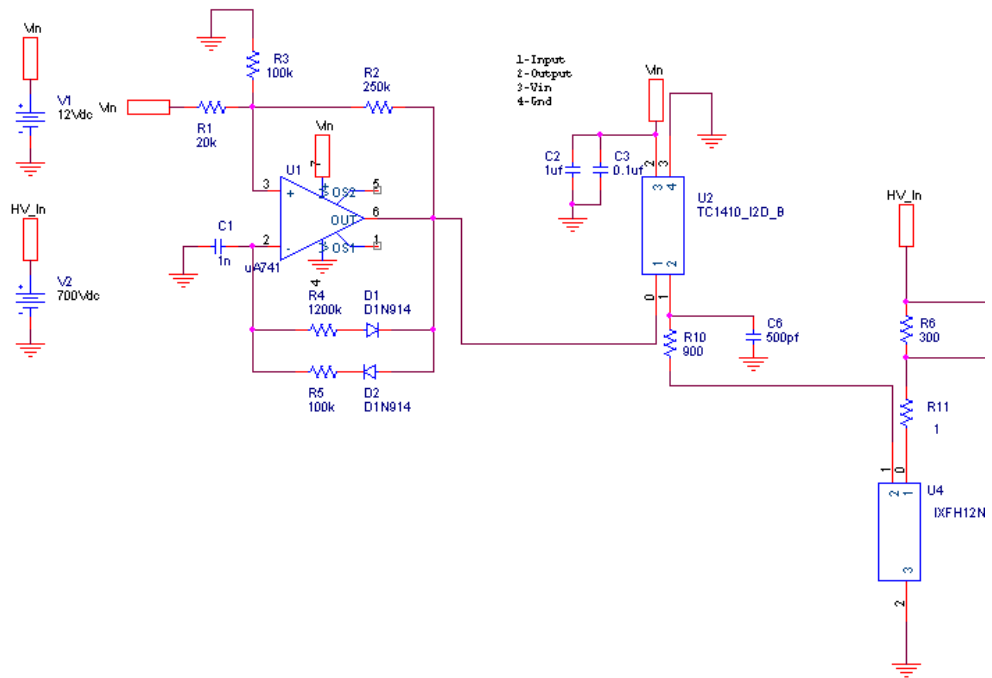 Vin
V1
12Vdc
HV_In
V2
700Vdc
Vin
R1
20k
R3
100k
R2
250k
Vin
7
U1
3
+
OS2
5
OUT
6
2
-
OS1
1
4
uA741
C1
1n
R4
1200k
D1
D1N914
R5
100k
D2
D1N914
1-Input
2-Output
3-Vin
4-Gnd
Vin
C2
1uf
C3
0.1uf
2
3
3
4
U2
TC1410_I2D_B
1
2
0
1
R10
900
C6
500pf
HV_In
R6
300
R11
1
1
0
2
1
U4
IXFH12N
3
2